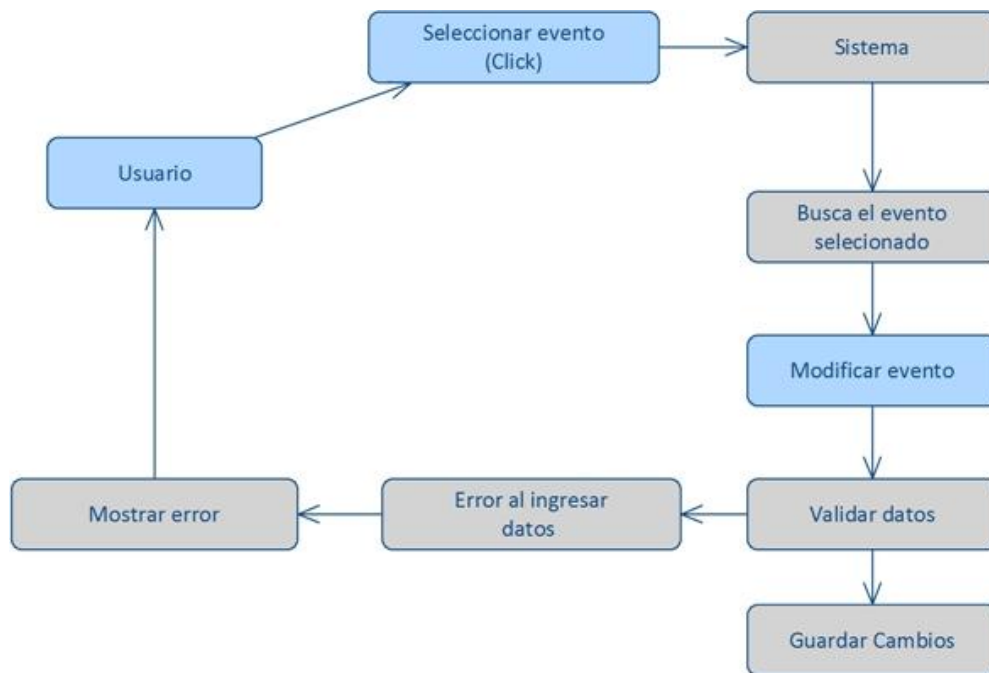 Seleccionar evento
(Click)
Sistema
Usuario
Busca el evento
selecionado
Modificar evento
Mostrar error
Error al ingresar
datos
Validar datos
Guardar Cambios